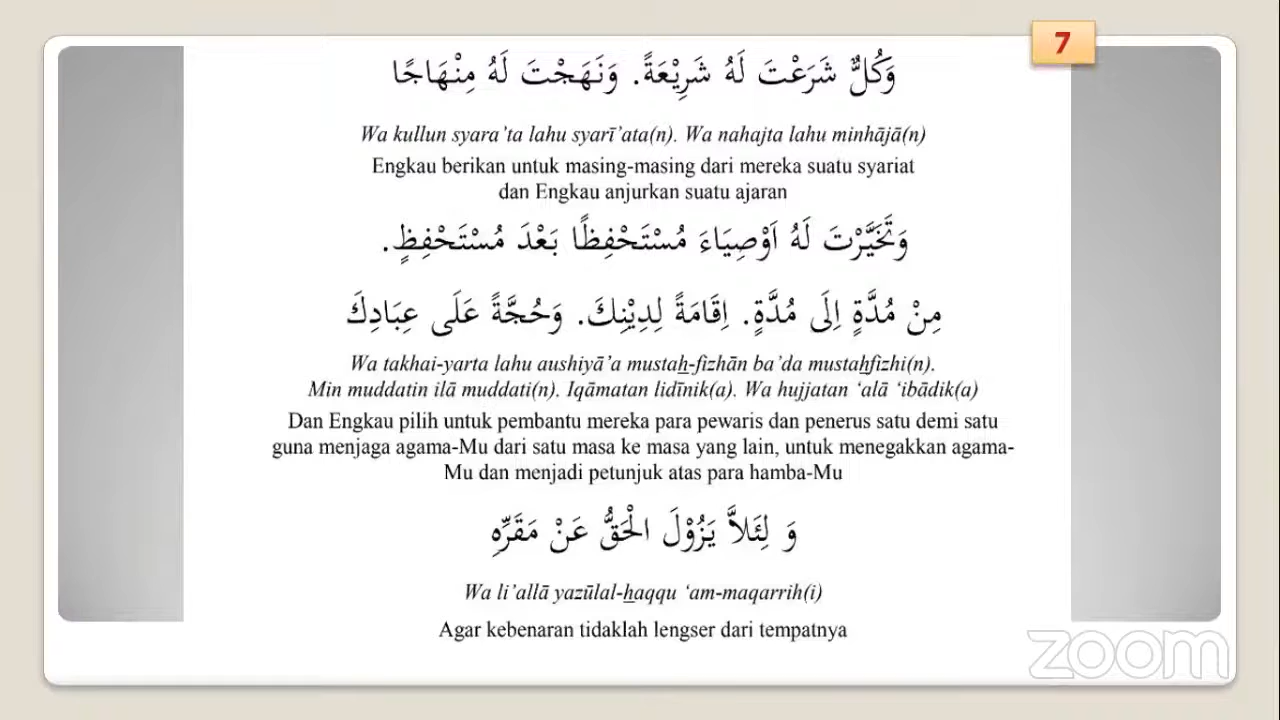 7
وَكُلٌّ شَرَعْتَ لَهُ شَرِيْعَةً. وَنَهَجْتَ لَهُ مِنْهَاجًا
Wa kullun syara’ta lahu syarī’ata(n). Wa nahajta lahu minhājā(n)
Engkau berikan untuk masing-masing dari mereka suatu syariat
dan Engkau anjurkan suatu ajaran
وَتَخَيَّرْتَ لَهُ اَوْصِيَاءَ مُسْتَحْفِظًا بَعْدَ مُسْتَحْفِظٍ.
مِنْ مُدَّةٍ اِلَى مُدَّةٍ. اِقَامَةً لِدِيْنِكَ. وَحُجَّةً عَلَى عِبَادِكَ
Wa takhai-yarta lahu aushiyā’a mustah-fizhān ba’da mustahfizhi(n).
Min muddatin ilā muddati(n). Iqāmatan lidīnik(a). Wa hujjatan ‘alā ‘ibādik(a)
Dan Engkau pilih untuk pembantu mereka para pewaris dan penerus satu demi satu
guna menjaga agama-Mu dari satu masa ke masa yang lain, untuk menegakkan agama-
Mu dan menjadi petunjuk atas para hamba-Mu
وَ لِئَلاَّ يَزُوْلَ الْحَقُّ عَنْ مَقَرِّهِ
Wa li’allā yazūlal-haqqu ‘am-maqarrih(i)
Agar kebenaran tidaklah lengser dari tempatnya
zoom